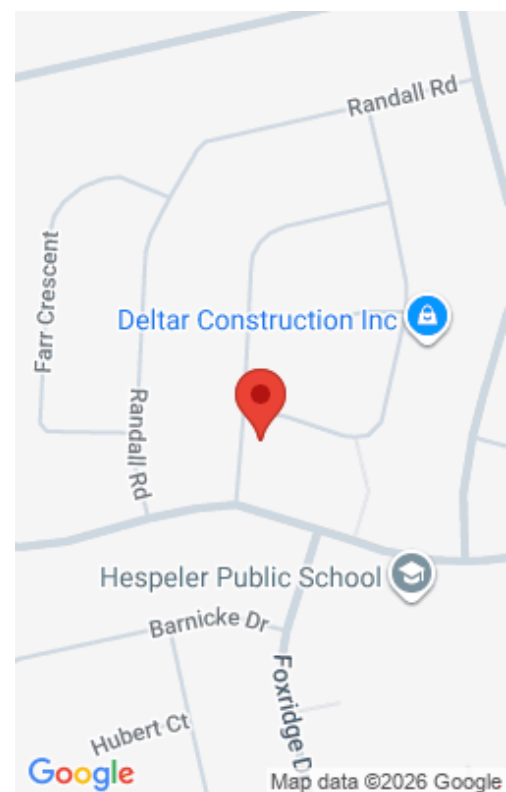 Randall Rd
Farr Crescent
Deltar Construction Inc
Randall Rd
Hespeler Public School
Barnicke Dr
Foxridge D
Hubert Ct
Google
Map data ©2026 Google